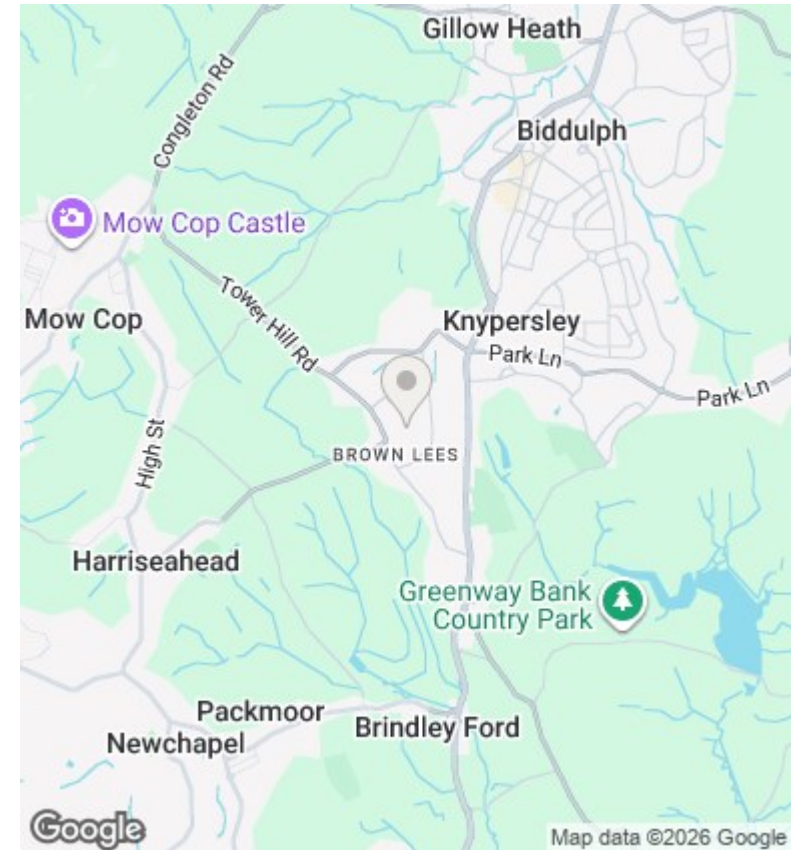 Gillow Heath
Congleton Rd
Biddulph
Mow Cop Castle
Tower Hill Rd
Mow Cop
Knypersley
Park Ln
Park Ln
High St
BROWN LEES
Harriseahead
Greenway Bank
Country Park
Packmoor
Newchapel
Brindley Ford
Google
Map data ©2026 Google